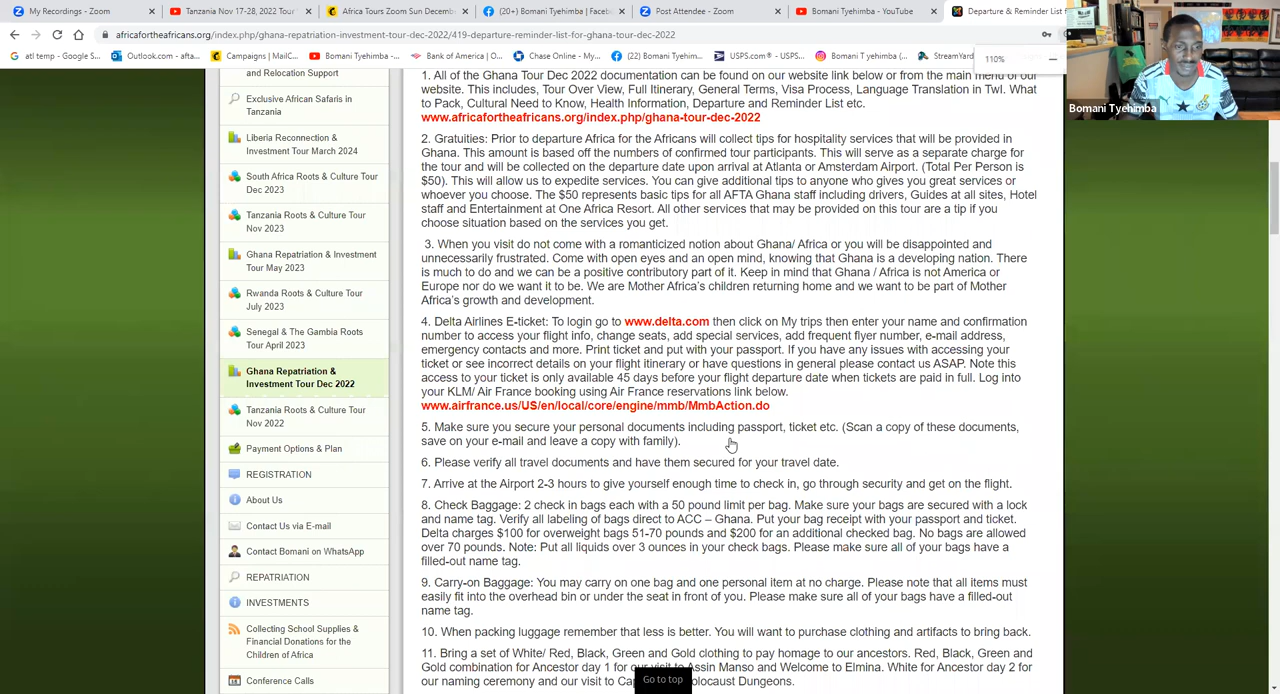 My Recordings - Zoom
Tanzania Nov 17-28, 2022 Tour
Africa Tours Zoom Sun Decemb
(20+) Bomani Tyehimba | Faceb
Post Attendee - Zoom
Bomani Tyehimba - YouTube
Departure & Reminder List f
africafortheafricans.org/index.php/ghana-repatriation-investment-tour-dec-2022/419-departure-reminder-list-for-ghana-tour-dec-2022
atl temp - Google S...
Outlook.com - afta...
Campaigns | MailC...
Bomani Tyehimba -...
Bank of America | O...
Chase Online - My...
(22) Bomani Tyehim...
USPS.com® - USPS...
Bomani Tyehimba (...
StreamYard
110%
Bomani Tyehimba
and Relocation Support
Exclusive African Safaris in
Tanzania
Liberia Reconnection &
Investment Tour March 2024
South Africa Roots & Culture Tour
Dec 2023
Tanzania Roots & Culture Tour
Nov 2023
Ghana Repatriation & Investment
Tour May 2023
Rwanda Roots & Culture Tour
July 2023
Senegal & The Gambia Roots
Tour April 2023
Ghana Repatriation &
Investment Tour Dec 2022
Tanzania Roots & Culture Tour
Nov 2022
Payment Options & Plan
REGISTRATION
About Us
Contact Us via E-mail
Contact Bomani on WhatsApp
REPATRIATION
INVESTMENTS
Collecting School Supplies &
Financial Donations for the
Children of Africa
Conference Calls
1. All of the Ghana Tour Dec 2022 documentation can be found on our website link below or from the main menu of our
website. This includes, Tour Over View, Full Itinerary, General Terms, Visa Process, Language Translation in TwI. What
to Pack, Cultural Need to Know, Health Information, Departure and Reminder List etc.
www.africafortheafricans.org/index.php/ghana-tour-dec-2022
2. Gratuities: Prior to departure Africa for the Africans will collect tips for hospitality services that will be provided in
Ghana. This amount is based off the numbers of confirmed tour participants. This will serve as a separate charge for
the tour and will be collected on the departure date upon arrival at Atlanta or Amsterdam Airport. (Total Per Person is
$50). This will allow us to expedite services. You can give additional tips to anyone who gives you great services or
whoever you choose. The $50 represents basic tips for all AFTA Ghana staff including drivers, Guides at all sites, Hotel
staff and Entertainment at One Africa Resort. All other services that may be provided on this tour are a tip if you
choose situation based on the services you get.
3. When you visit do not come with a romanticized notion about Ghana/ Africa or you will be disappointed and
unnecessarily frustrated. Come with open eyes and an open mind, knowing that Ghana is a developing nation. There
is much to do and we can be a positive contributory part of it. Keep in mind that Ghana / Africa is not America or
Europe nor do we want it to be. We are Mother Africa's children returning home and we want to be part of Mother
Africa's growth and development.
4. Delta Airlines E-ticket: To login go to www.delta.com then click on My trips then enter your name and confirmation
number to access your flight info, change seats, add special services, add frequent flyer number, e-mail address,
emergency contacts and more. Print ticket and put with your passport. If you have any issues with accessing your
ticket or see incorrect details on your flight itinerary or have questions in general please contact us ASAP. Note this
access to your ticket is only available 45 days before your flight departure date when tickets are paid in full. Log into
your KLM/ Air France booking using Air France reservations link below.
www.airfrance.us/US/en/local/core/engine/mmb/MmbAction.do
5. Make sure you secure your personal documents including passport, ticket etc. (Scan a copy of these documents,
save on your e-mail and leave a copy with family).
6. Please verify all travel documents and have them secured for your travel date.
7. Arrive at the Airport 2-3 hours to give yourself enough time to check in, go through security and get on the flight.
8. Check Baggage: 2 check in bags each with a 50 pound limit per bag. Make sure your bags are secured with a lock
and name tag. Verify all labeling of bags direct to ACC – Ghana. Put your bag receipt with your passport and ticket.
Delta charges $100 for overweight bags 51-70 pounds and $200 for an additional checked bag. No bags are allowed
over 70 pounds. Note: Put all liquids over 3 ounces in your check bags. Please make sure all of your bags have a
filled-out name tag.
9. Carry-on Baggage: You may carry on one bag and one personal item at no charge. Please note that all items must
easily fit into the overhead bin or under the seat in front of you. Please make sure all of your bags have a filled-out
name tag.
10. When packing luggage remember that less is better. You will want to purchase clothing and artifacts to bring back.
11. Bring a set of White/ Red, Black, Green and Gold clothing to pay homage to our ancestors. Red, Black, Green and
Gold combination for Ancestor day 1 for our visit to Assin Manso and Welcome to Elmina. White for Ancestor day 2 for
our naming ceremony and our visit to Cap olocaust Dungeons.
Go to top